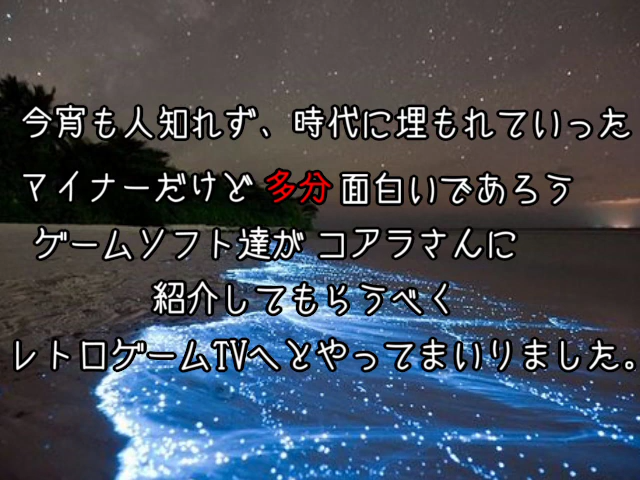 今宵も人知れず、時代に埋もれていった
マイナーだけど 多分 面白いであろう
ゲームソフト達が コアラさんに
紹介してもらうべく
レトロゲームTVへとやってまいりました。